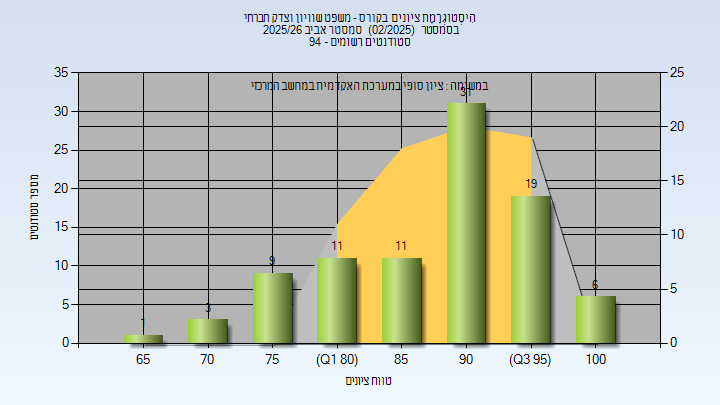 היסטוגרמת ציונים בקורס - משפט שוויון וצדק חברתי
בסמסטר (02/2025) סמסטר אביב 2025/26
סטודנטים רשומים - 94
במשימה : ציון סופי במערכת האקדמית במחשב המרכזי
מספר סטודנטים
35 30 25 20 15 10 5 0
25 20 15 10 5 0
1 3 9 11 11 31 19 6
65 70 75 (Q1 80) 85 90 (Q3 95) 100
טווח ציונים